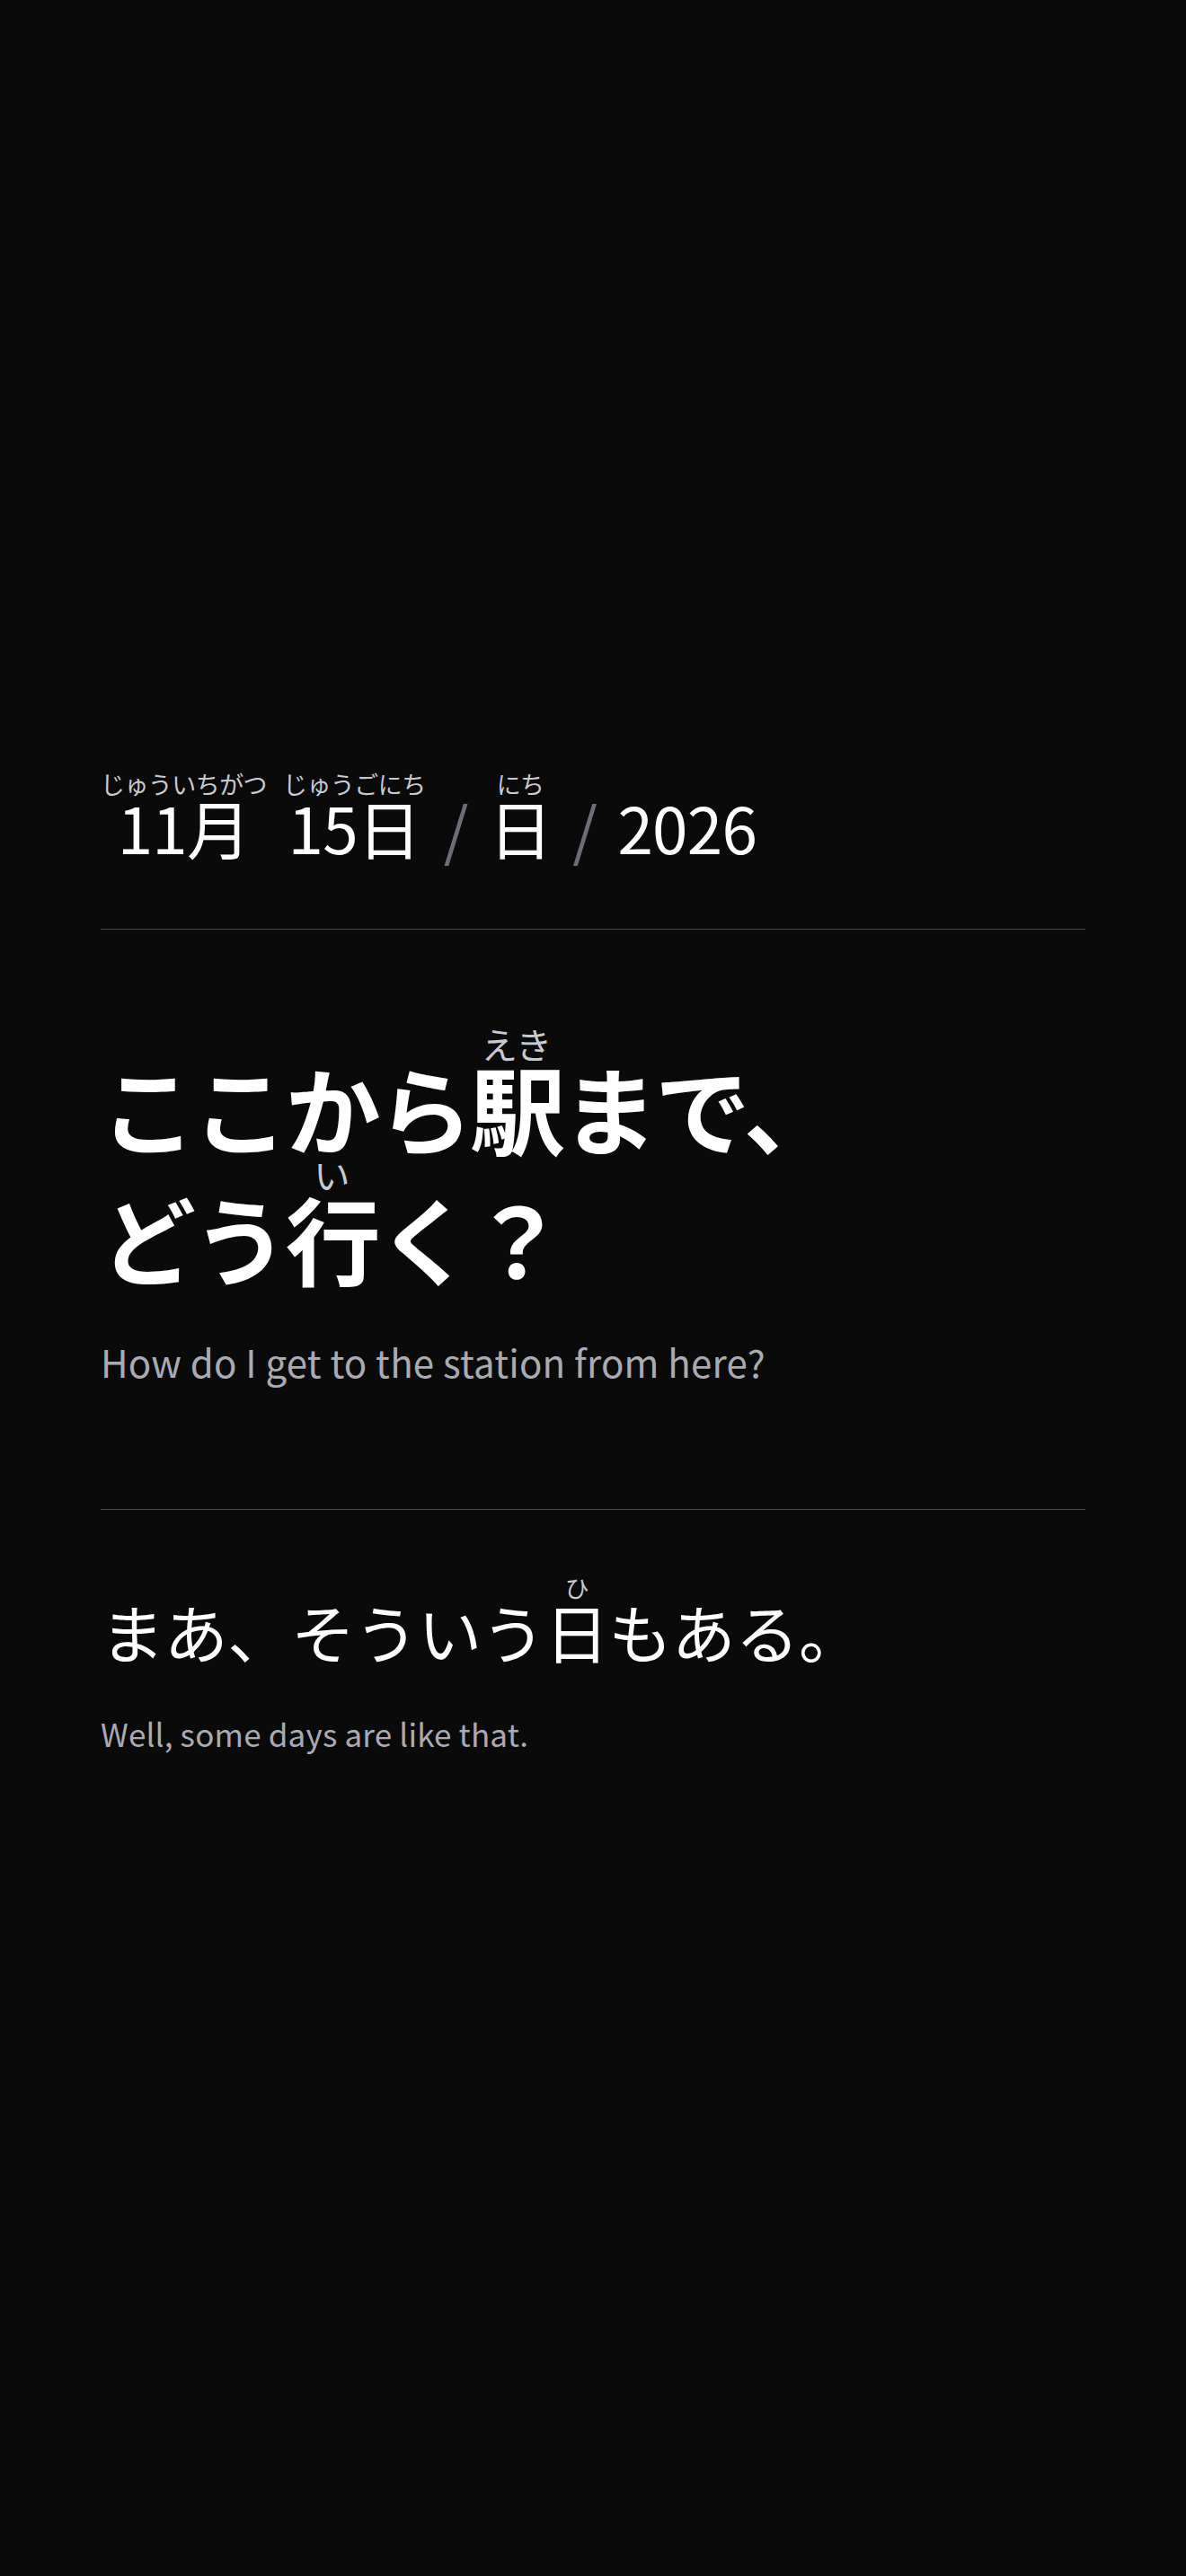 じゅういちがつ じゅうごにち にち
11月 15日 / 日 / 2026
えき
ここから駅まで、
い
どう行く？
How do I get to the station from here?
ひ
まあ、そういう日もある。
Well, some days are like that.